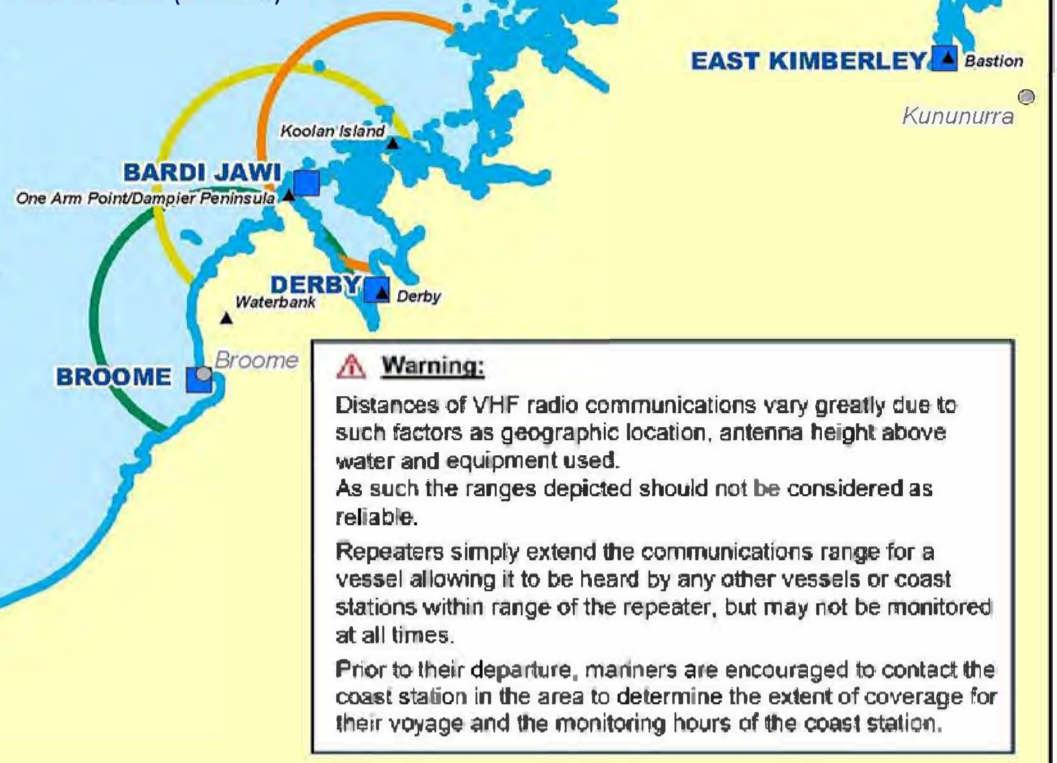 EAST KIMBERLEY
Bastion
Kununurra
Koolan Island
BARDI JAWI
One Arm Point/Dampier Peninsula
DERBY
Derby
Waterbank
Broome
BROOME
Warning:
Distances of VHF radio communications vary greatly due to
such factors as geographic location, antenna height above
water and equipment used.
As such the ranges depicted should not be considered as
reliable.
Repeaters simply extend the communications range for a
vessel allowing it to be heard by any other vessels or coast
stations within range of the repeater, but may not be monitored
at all times.
Prior to their departure, mariners are encouraged to contact the
coast station in the area to determine the extent of coverage for
their voyage and the monitoring hours of the coast station.